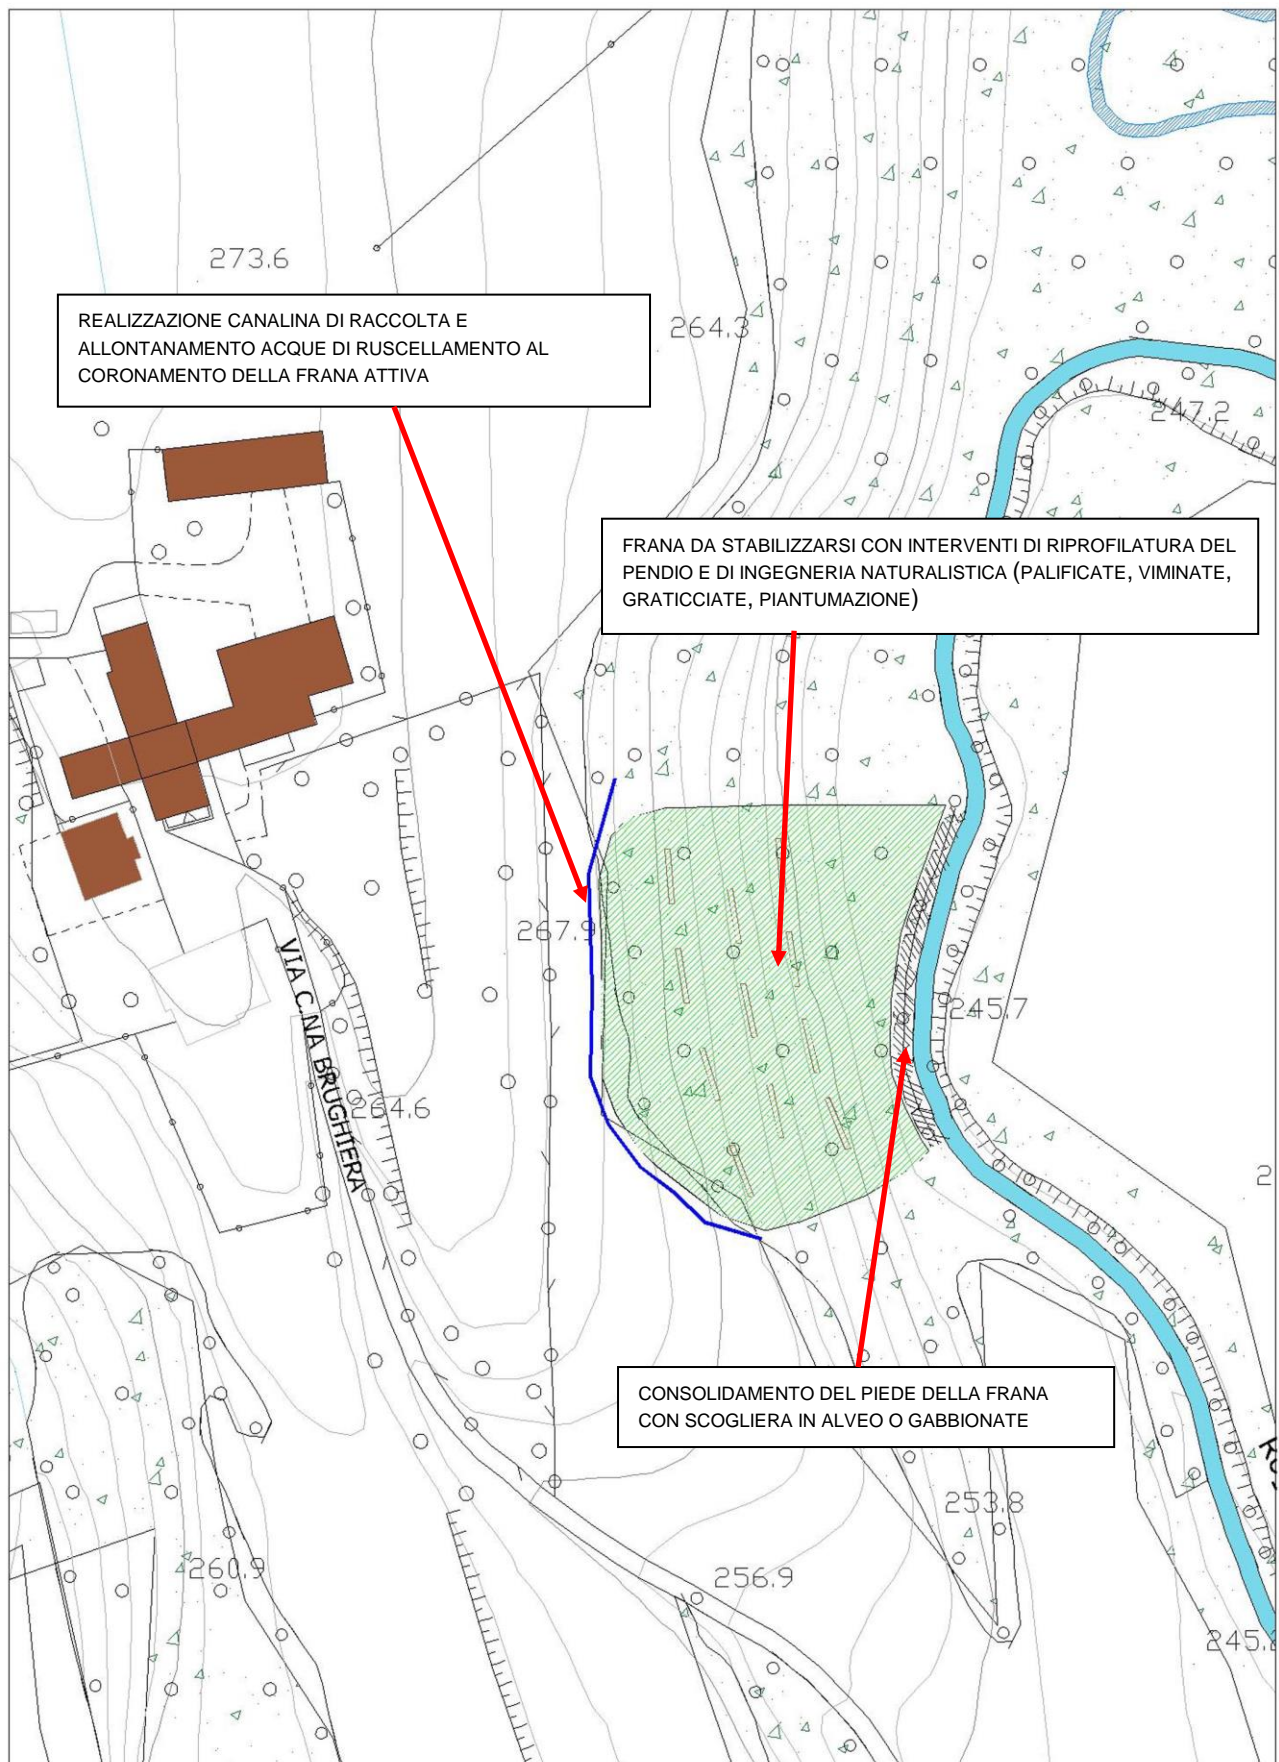 273.6
REALIZZAZIONE CANALINA DI RACCOLTA E
ALLONTANAMENTO ACQUE DI RUSCELLAMENTO AL
CORONAMENTO DELLA FRANA ATTIVA
264.3
247.2
FRANA DA STABILIZZARSI CON INTERVENTI DI RIPROFILATURA DEL
PENDIO E DI INGEGNERIA NATURALISTICA (PALIFICATE, VIMINATE,
GRATICCIATE, PIANTUMAZIONE)
267.9
245.7
VIA C.NA BRUGHIERA
264.6
CONSOLIDAMENTO DEL PIEDE DELLA FRANA
CON SCOGLIERA IN ALVEO O GABBIONATE
253.8
260.9
256.9